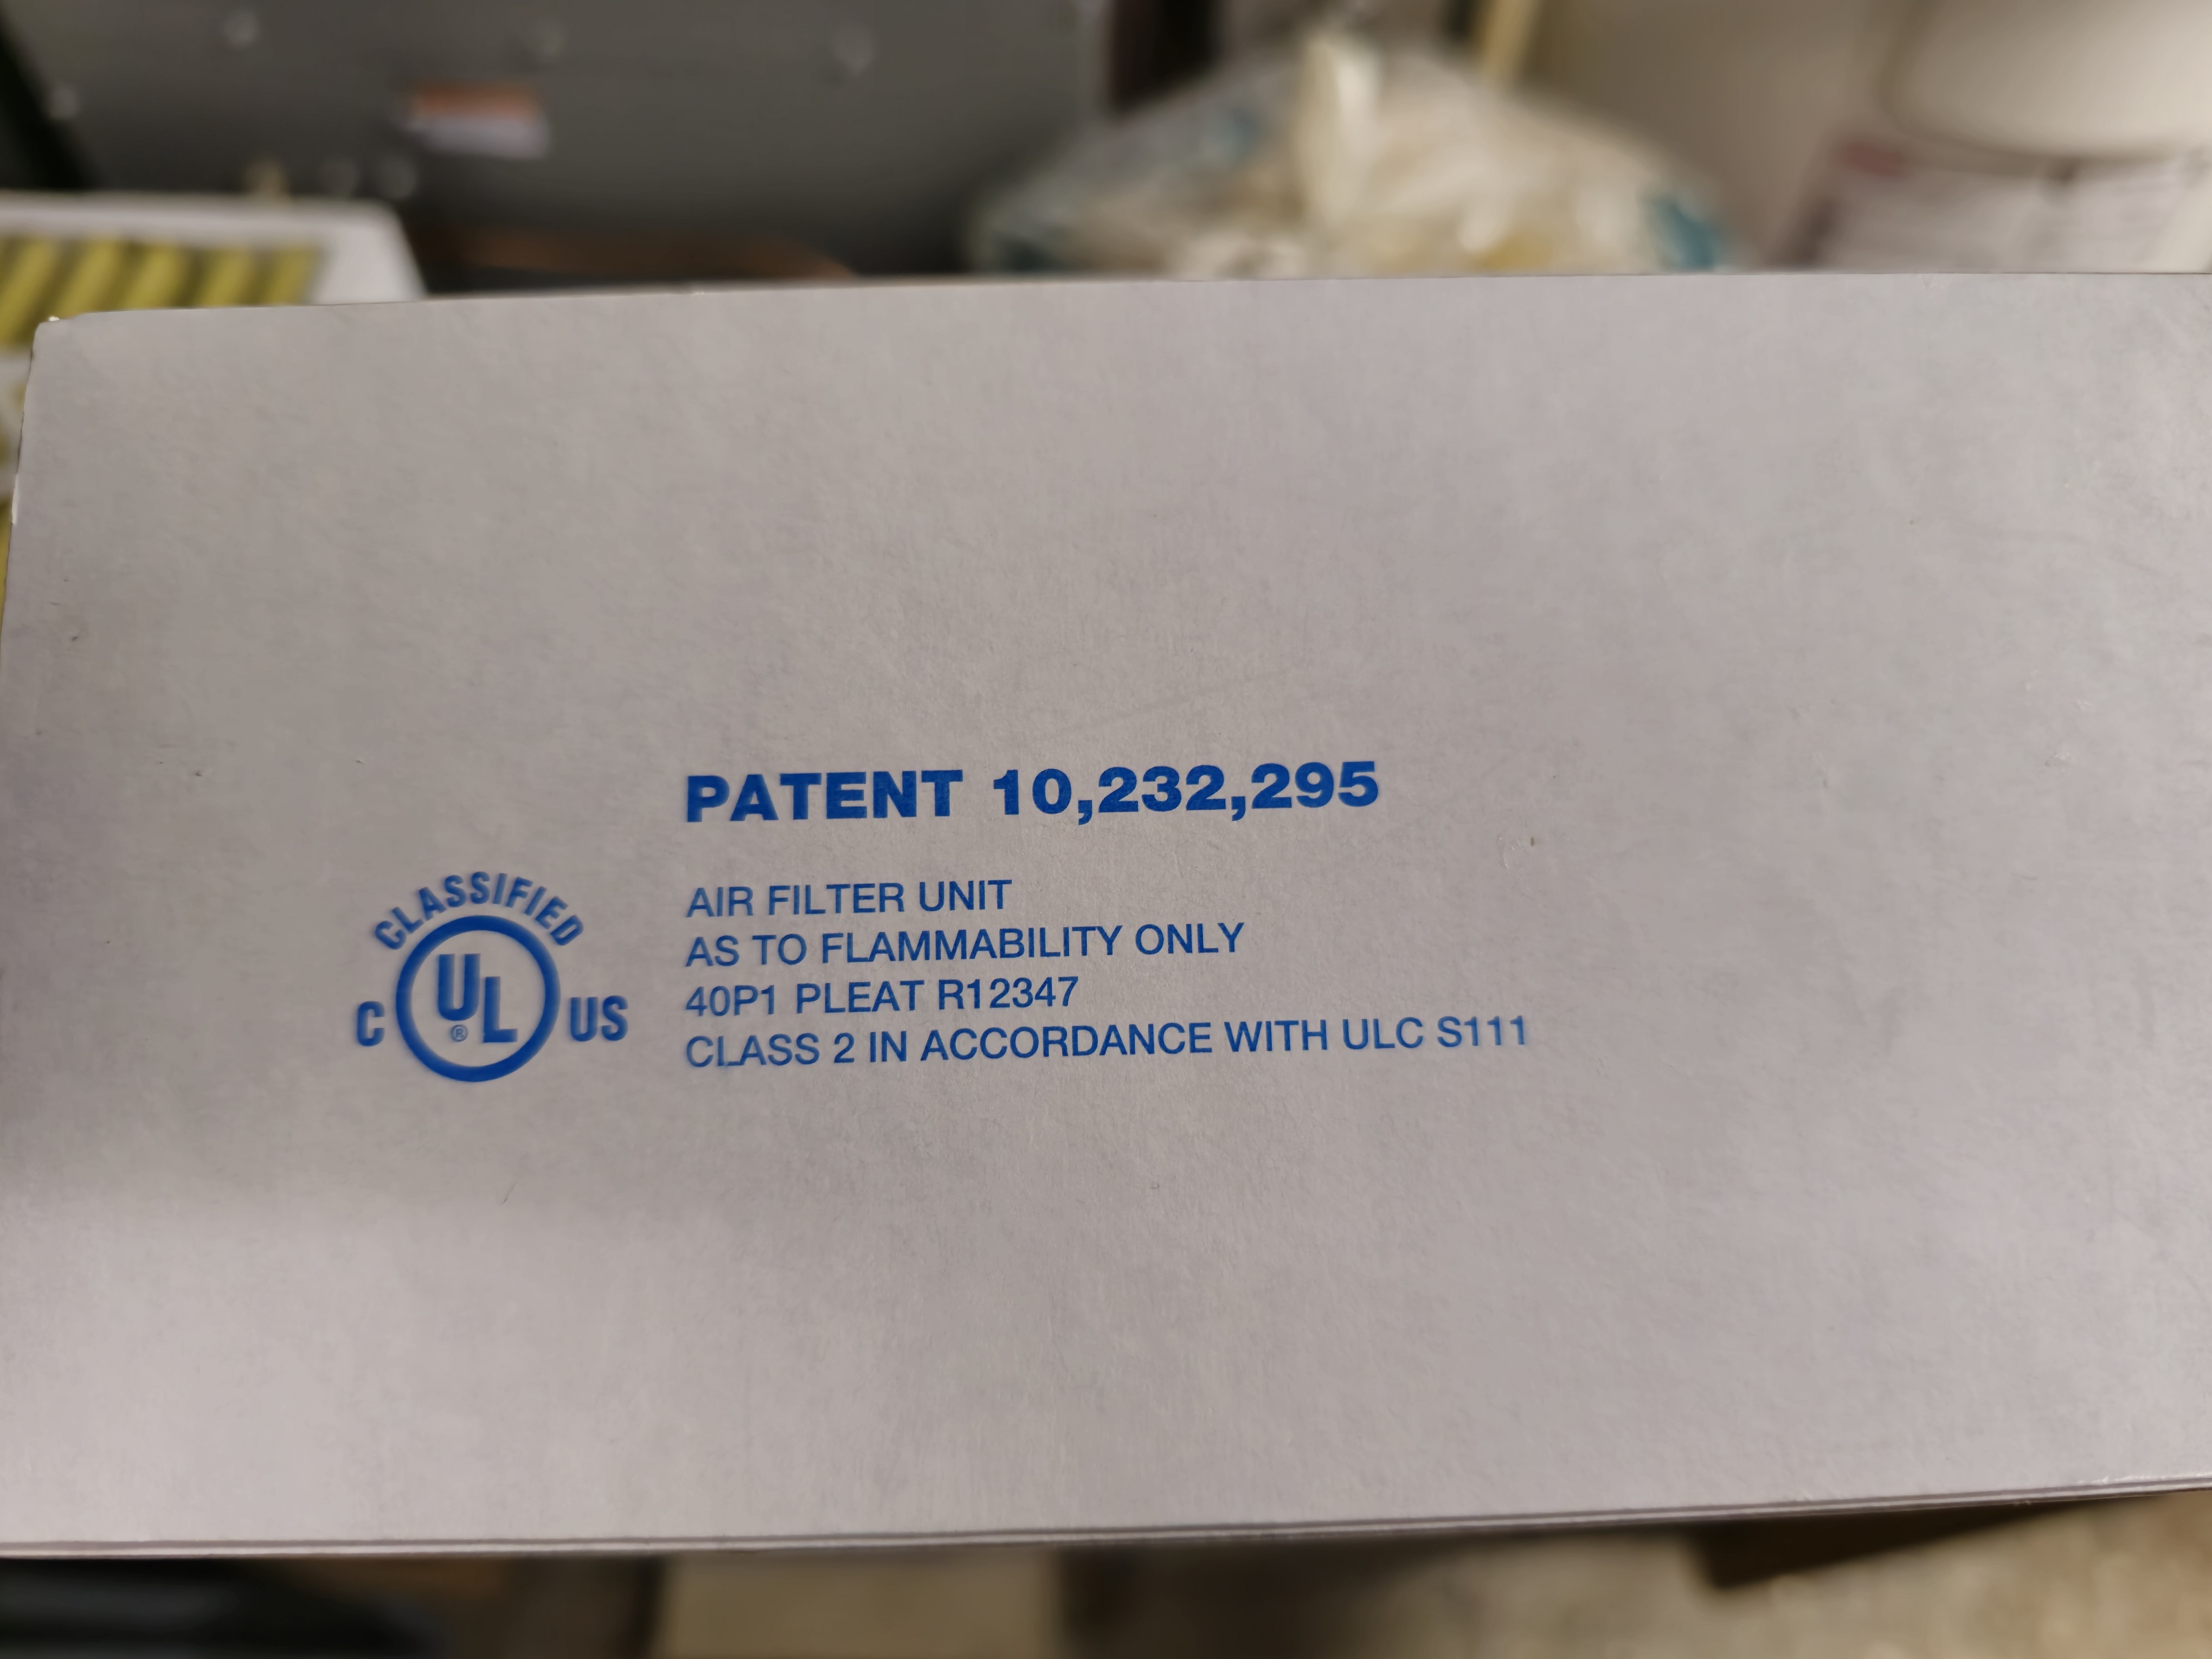 PATENT 10,232,295
CLASSIFIED
C UL® US
AIR FILTER UNIT
AS TO FLAMMABILITY ONLY
40P1 PLEAT R12347
CLASS 2 IN ACCORDANCE WITH ULC S111